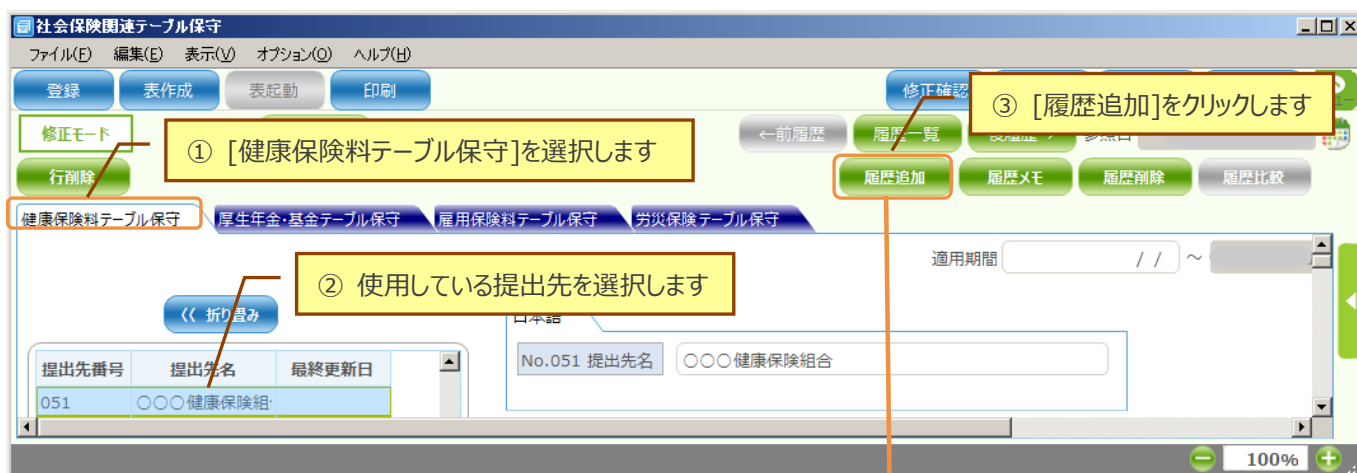 社会保険関連テーブル保守
ファイル(F) 編集(E) 表示(V) オプション(O) ヘルプ(H)
登録 表作成 表起動 印刷 修正確認
③ [履歴追加]をクリックします
修正モード
① [健康保険料テーブル保守]を選択します
←前履歴 履歴一覧
行削除 履歴追加 履歴メモ 履歴削除 履歴比較
健康保険料テーブル保守 厚生年金・基金テーブル保守 雇用保険料テーブル保守 労災保険テーブル保守
適用期間 / / ～
② 使用している提出先を選択します
<< 折り畳み
日本語
No.051 提出先名 ○○○健康保険組合
提出先番号 提出先名 最終更新日
051 ○○○健康保険組
100%